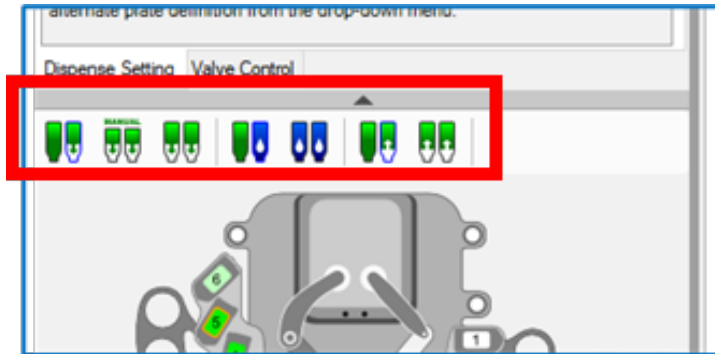 alternate plate definition from the drop-down menu.
Dispense Setting Valve Control
MANUAL
6
5
1